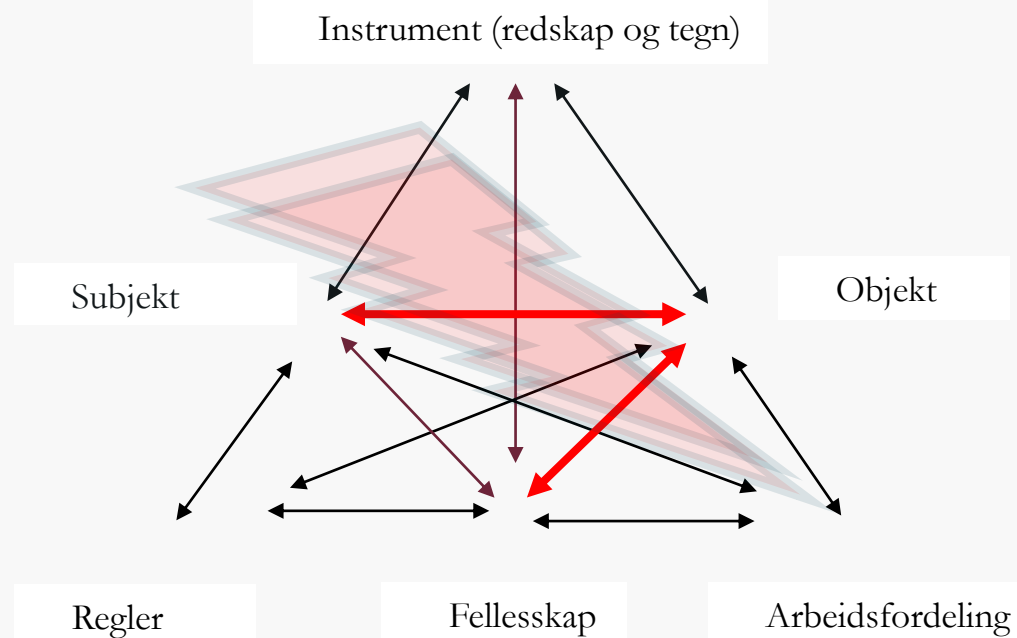 Instrument (redskap og tegn)
Subjekt
Objekt
Regler
Fellesskap
Arbeidsfordeling